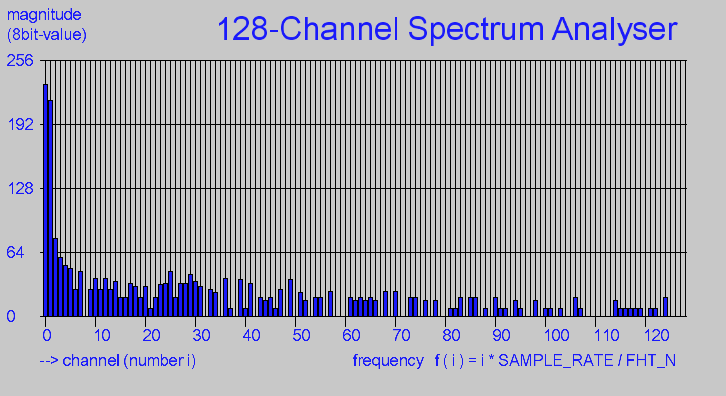 magnitude
(8bit-value)
128-Channel Spectrum Analyser
256
192
128
64
0
0 10 20 30 40 50 60 70 80 90 100 110 120
--> channel (number i)
frequency f ( i ) = i * SAMPLE_RATE / FHT_N